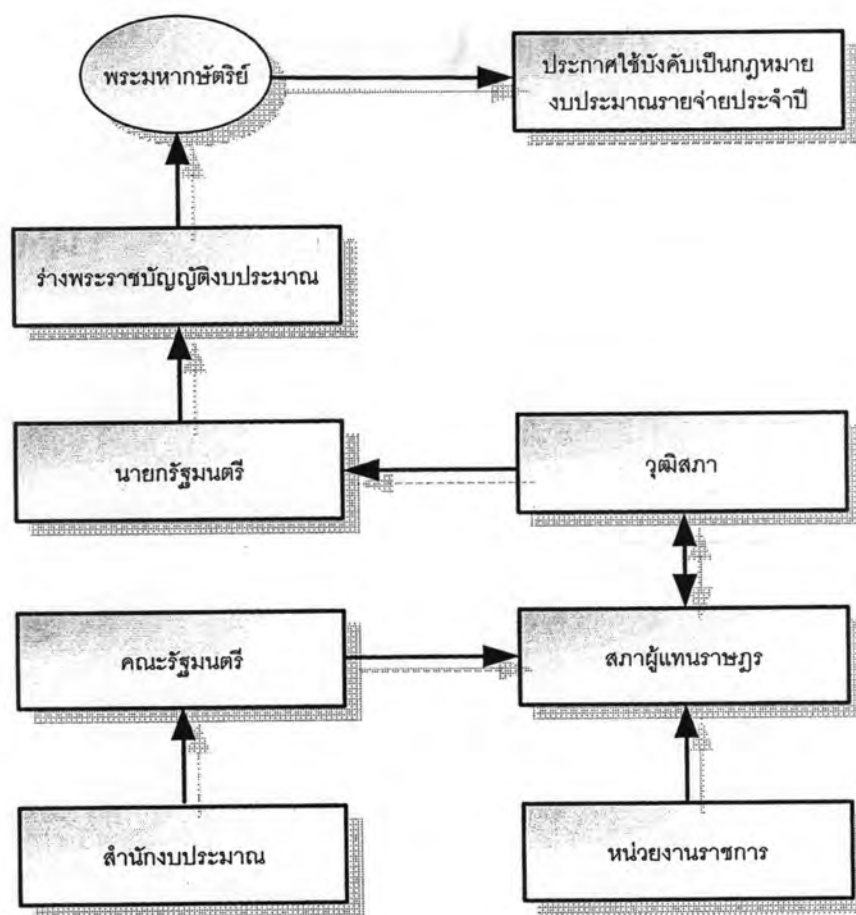 พระมหากษัตริย์
ประกาศใช้บังคับเป็นกฎหมาย
งบประมาณรายจ่ายประจำปี
ร่างพระราชบัญญัติงบประมาณ
นายกรัฐมนตรี
วุฒิสภา
คณะรัฐมนตรี
สภาผู้แทนราษฎร
สำนักงบประมาณ
หน่วยงานราชการ